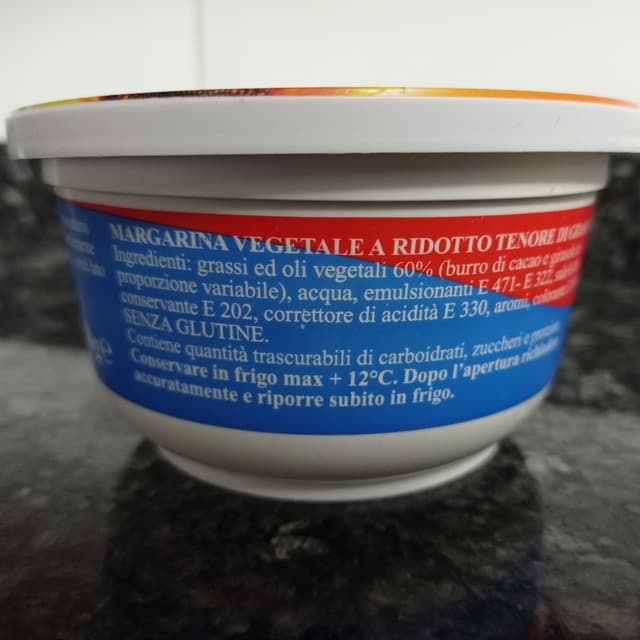 MARGARINA VEGETALE A RIDOTTO TENORE DI
Ingredienti: grassi ed oli vegetali 60% (burro di cacao e
proporzione variabile), acqua, emulsionanti E 471- E 322,
conservante E 202, correttore di acidità E 330, aromi,
SENZA GLUTINE.
Contiene quantità trascurabili di carboidrati, zuccheri e
Conservare in frigo max + 12°C. Dopo l'apertura
accuratamente e riporre subito in frigo.